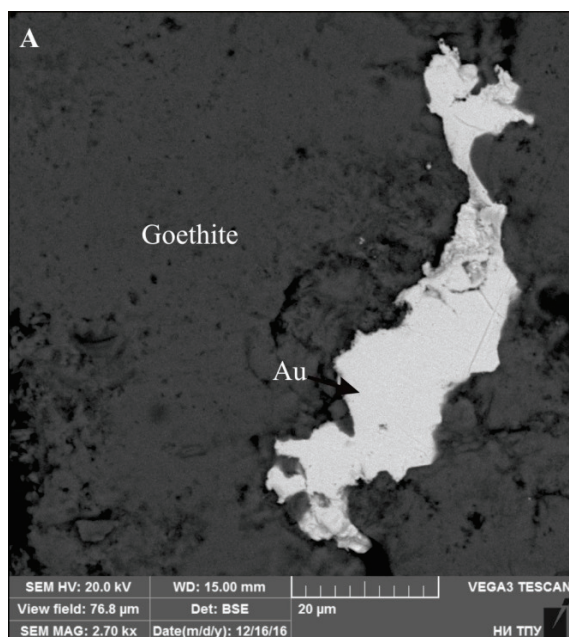 A
Goethite
Au
SEM HV: 20.0 kV WD: 15.00 mm VEGA3 TESCAN
View field: 76.8 µm Det: BSE 20 µm
SEM MAG: 2.70 kx Date(m/d/y): 12/16/16 НИ ТПУ